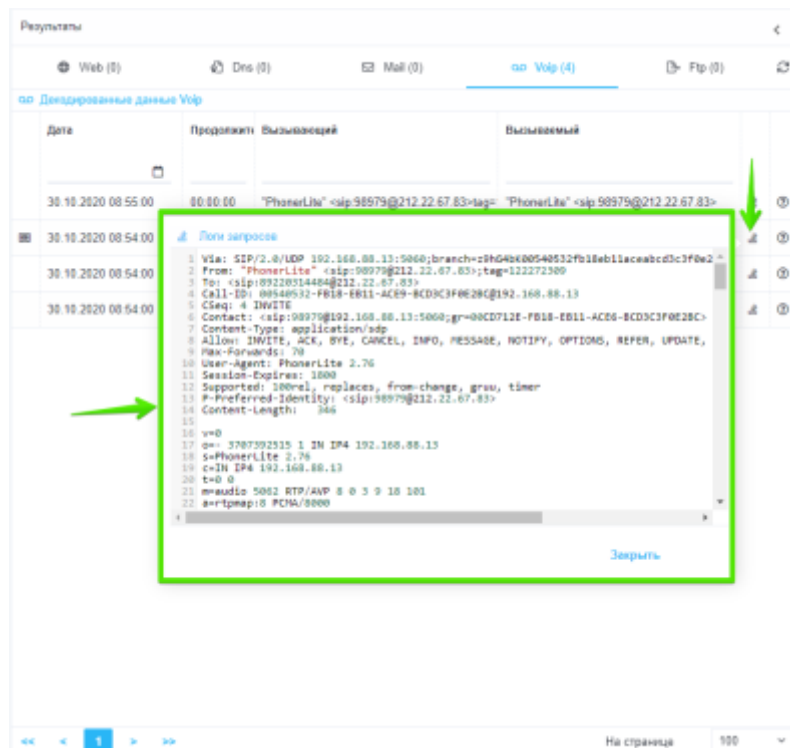 Результаты
Web (0) Dns (0) Mail (0) Voip (4) Ftp (0)
Декодированные данные Voip
Дата Продолжите Вызывающий Вызываемый
30.10.2020 08:55:00 00:00:00 "PhonerLite" <sip:98979@212.22.67.83>tag= "PhonerLite" <sip:98979@212.22.67.83>
30.10.2020 08:54:00
30.10.2020 08:54:00
30.10.2020 08:54:00
Логи запросов
1 Via: SIP/2.0/UDP 192.168.88.13:5060;branch=z9hG4bK00540532fb18eb11aceabcd3c3f0e2
2 From: "PhonerLite" <sip:98979@212.22.67.83>;tag=122272309
3 To: <sip:89220314484@212.22.67.83>
4 Call-ID: 00540532-FB18-EB11-ACE9-BCD3C3F0E2BC@192.168.88.13
5 CSeq: 4 INVITE
6 Contact: <sip:98979@192.168.88.13:5060;gr=00CD712E-FB18-EB11-ACE6-BCD3C3F0E2BC>
7 Content-Type: application/sdp
8 Allow: INVITE, ACK, BYE, CANCEL, INFO, MESSAGE, NOTIFY, OPTIONS, REFER, UPDATE,
9 Max-Forwards: 70
10 User-Agent: PhonerLite 2.76
11 Session-Expires: 1800
12 Supported: 100rel, replaces, from-change, gruu, timer
13 P-Preferred-Identity: <sip:98979@212.22.67.83>
14 Content-Length: 346
15
16 v=0
17 o=- 3707392515 1 IN IP4 192.168.88.13
18 s=PhonerLite 2.76
19 c=IN IP4 192.168.88.13
20 t=0 0
21 m=audio 5062 RTP/AVP 8 0 3 9 18 101
22 a=rtpmap:8 PCMA/8000
Закрыть
<< < 1 > >> На странице 100